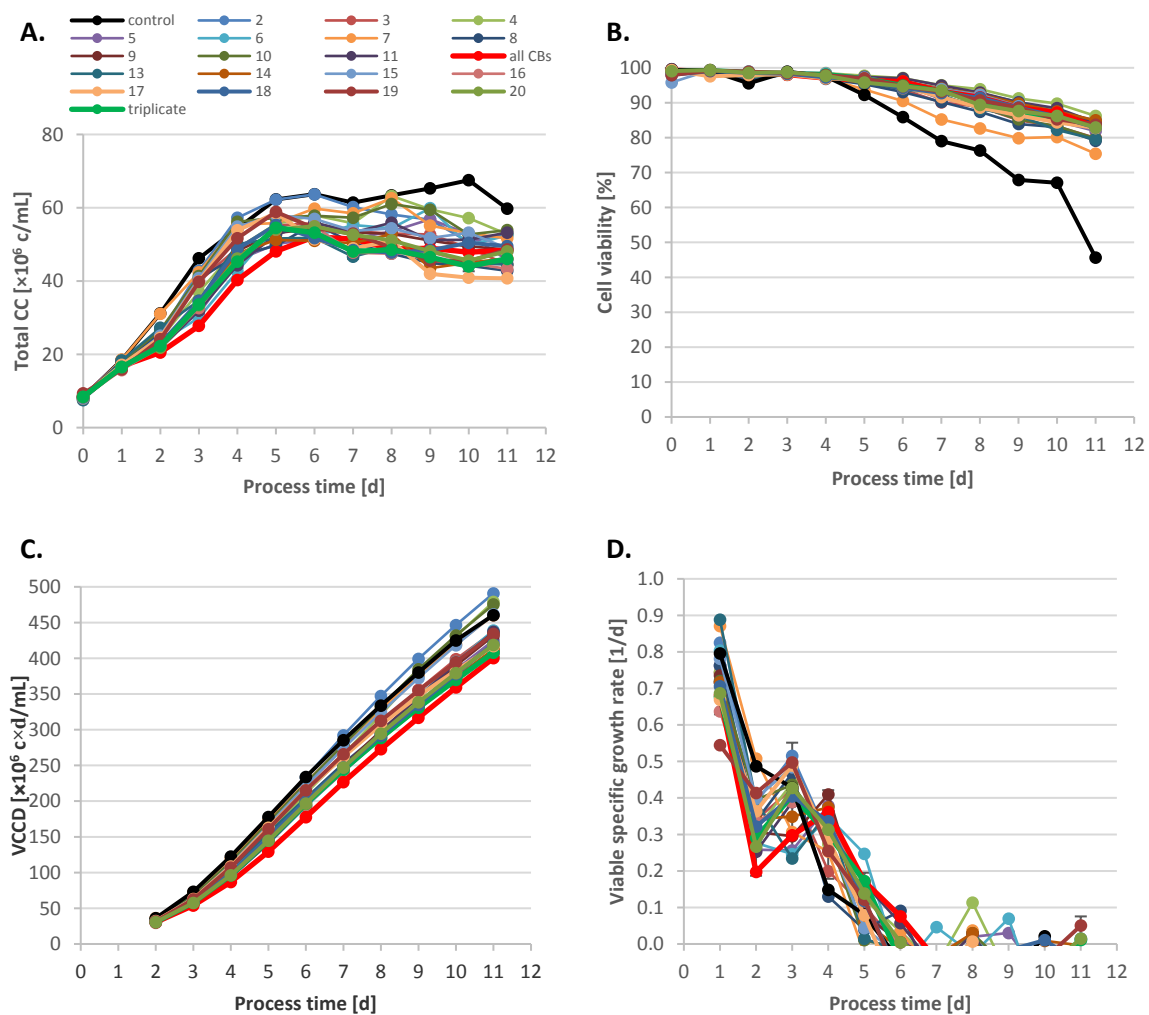 A.
control 2 3 4
5 6 7 8
9 10 11 all CBs
13 14 15 16
17 18 19 20
triplicate
80
60
40
20
0
Total CC [×10⁶ c/mL]
0 1 2 3 4 5 6 7 8 9 10 11 12
Process time [d]
B.
100
90
80
70
60
50
40
30
20
10
0
Cell viability [%]
0 1 2 3 4 5 6 7 8 9 10 11 12
Process time [d]
C.
500
450
400
350
300
250
200
150
100
50
0
VCCD [×10⁶ c×d/mL]
0 1 2 3 4 5 6 7 8 9 10 11 12
Process time [d]
D.
1.0
0.9
0.8
0.7
0.6
0.5
0.4
0.3
0.2
0.1
0.0
Viable specific growth rate [1/d]
0 1 2 3 4 5 6 7 8 9 10 11 12
Process time [d]